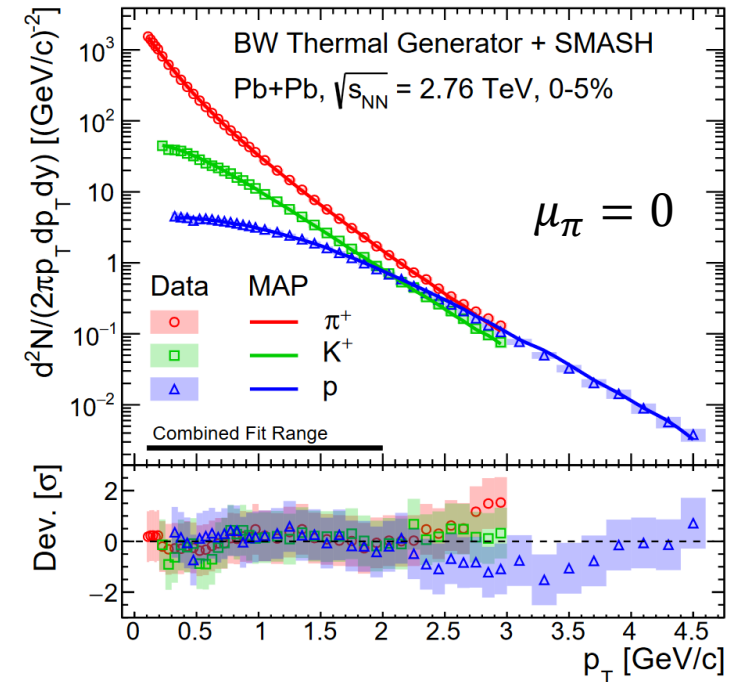 BW Thermal Generator + SMASH
Pb+Pb, √sNN = 2.76 TeV, 0-5%
μπ = 0
Data MAP
π+
K+
p
Combined Fit Range
d²N/(2πpTdpTdy) [(GeV/c)-2]
10³
10²
10
1
10−1
10−2
Dev. [σ]
2
0
−2
0 0.5 1 1.5 2 2.5 3 3.5 4 4.5
pT [GeV/c]